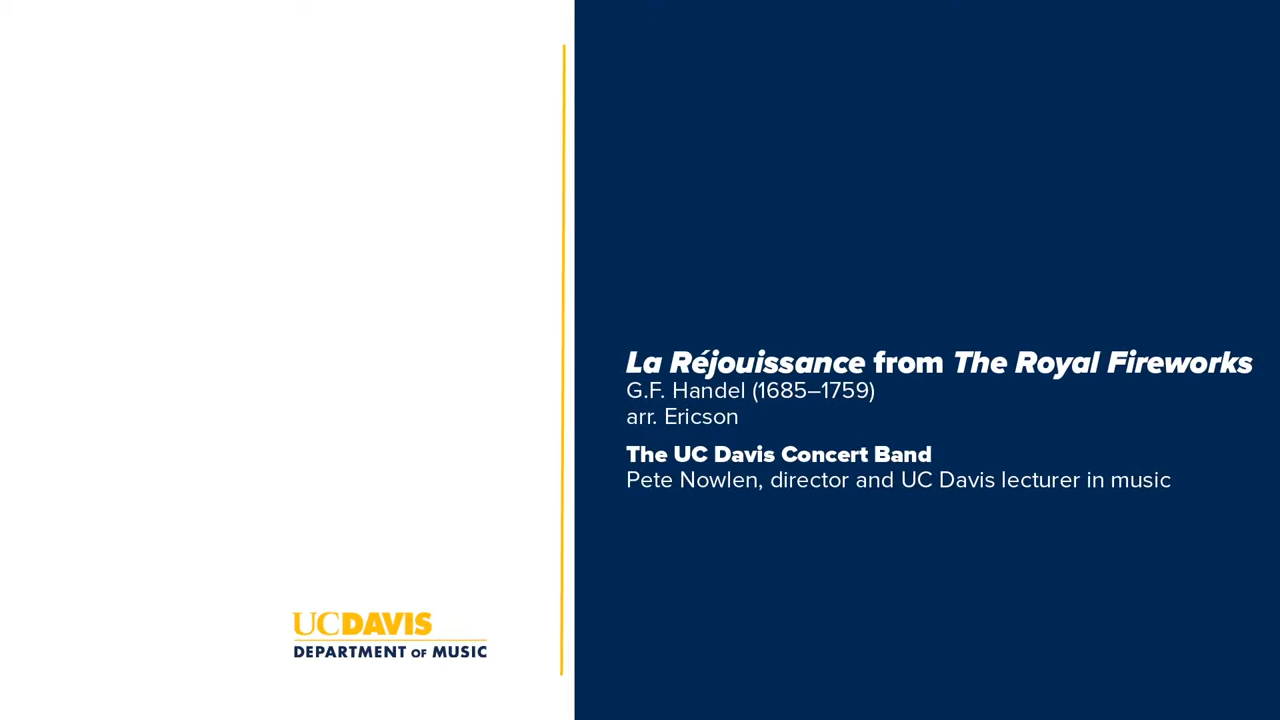 La Réjouissance from The Royal Fireworks
G.F. Handel (1685–1759)
arr. Ericson
The UC Davis Concert Band
Pete Nowlen, director and UC Davis lecturer in music
UCDAVIS
DEPARTMENT OF MUSIC